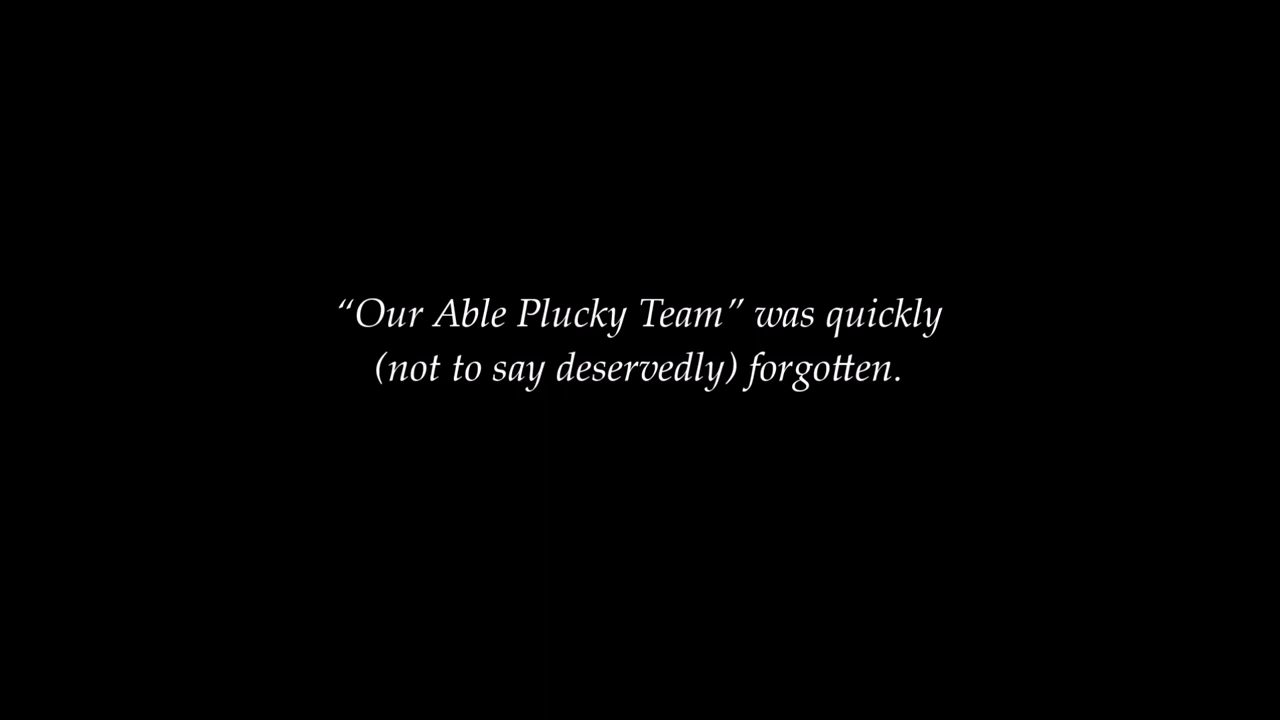 “Our Able Plucky Team” was quickly
(not to say deservedly) forgotten.